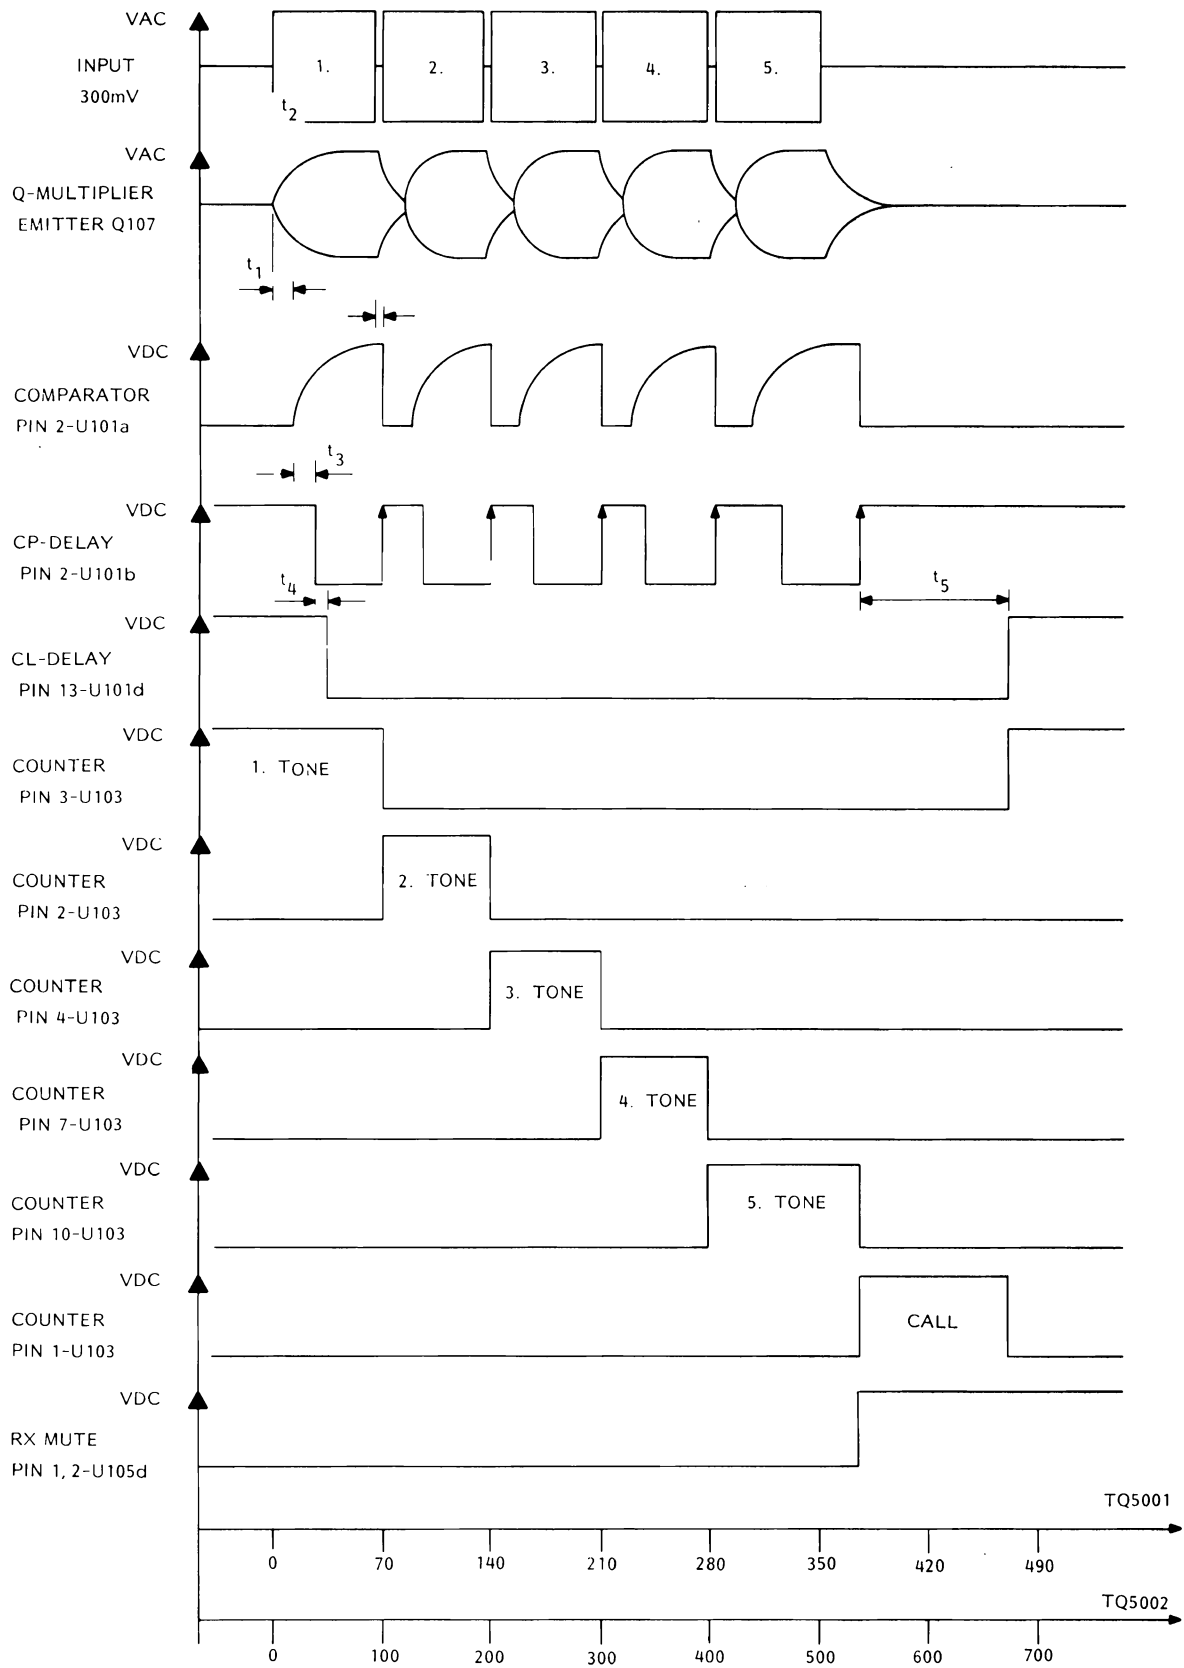 VAC
INPUT
300mV
1. 2. 3. 4. 5.
t2
VAC
Q-MULTIPLIER
EMITTER Q107
t1
VDC
COMPARATOR
PIN 2-U101a
t3
VDC
CP-DELAY
PIN 2-U101b
t4
t5
VDC
CL-DELAY
PIN 13-U101d
VDC
COUNTER
PIN 3-U103
1. TONE
VDC
COUNTER
PIN 2-U103
2. TONE
VDC
COUNTER
PIN 4-U103
3. TONE
VDC
COUNTER
PIN 7-U103
4. TONE
VDC
COUNTER
PIN 10-U103
5. TONE
VDC
COUNTER
PIN 1-U103
CALL
VDC
RX MUTE
PIN 1, 2-U105d
TQ5001
0 70 140 210 280 350 420 490
TQ5002
0 100 200 300 400 500 600 700